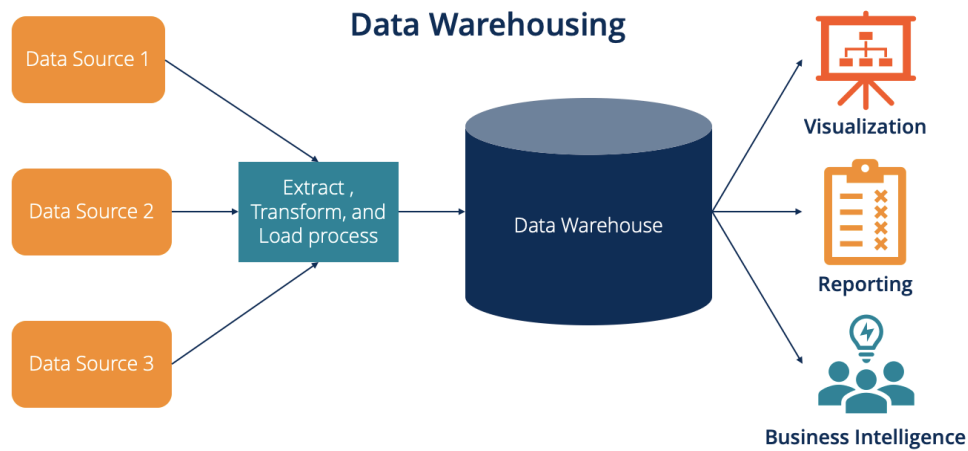 Data Warehousing
Data Source 1
Data Source 2
Data Source 3
Extract ,
Transform, and
Load process
Data Warehouse
Visualization
Reporting
Business Intelligence